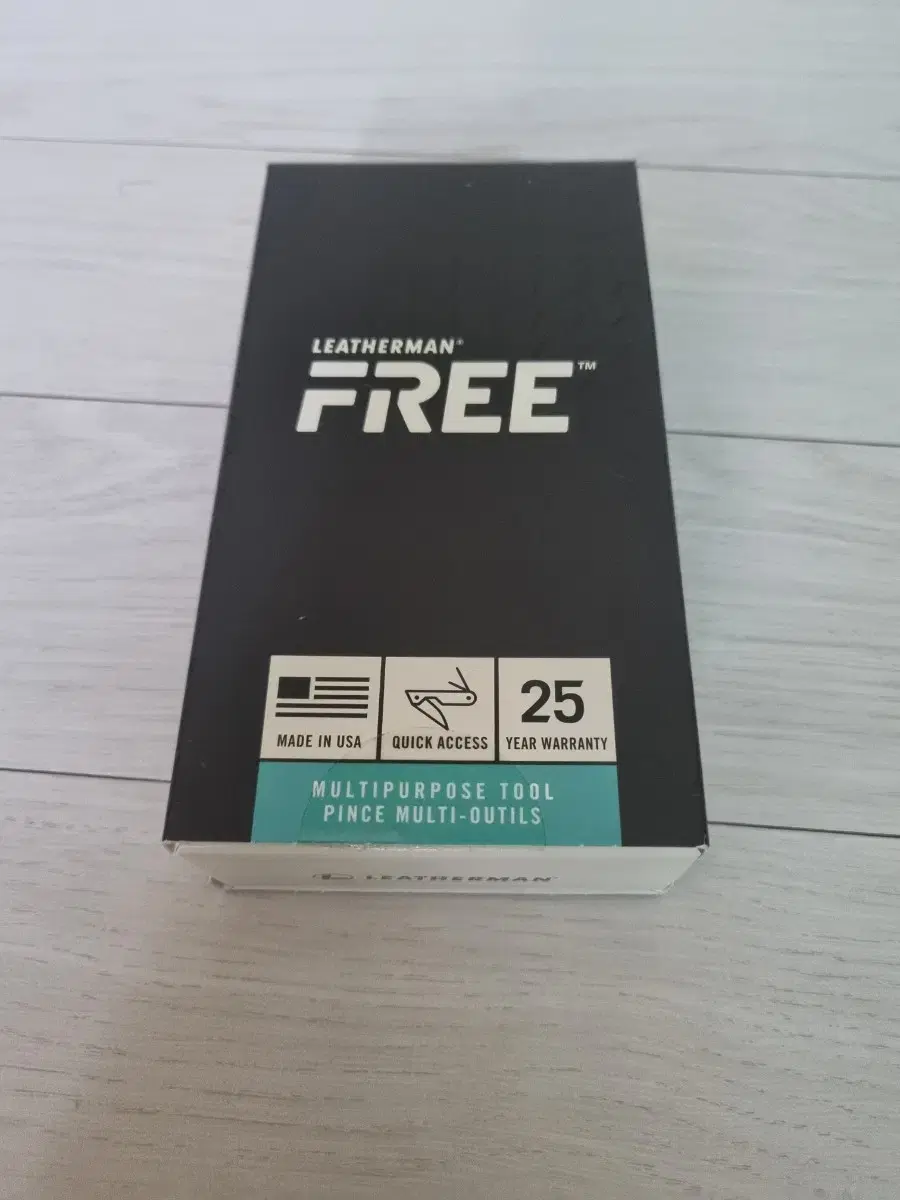 LEATHERMAN®
FREE™
MADE IN USA
QUICK ACCESS
25
YEAR WARRANTY
MULTIPURPOSE TOOL
PINCE MULTI-OUTILS
LEATHERMAN